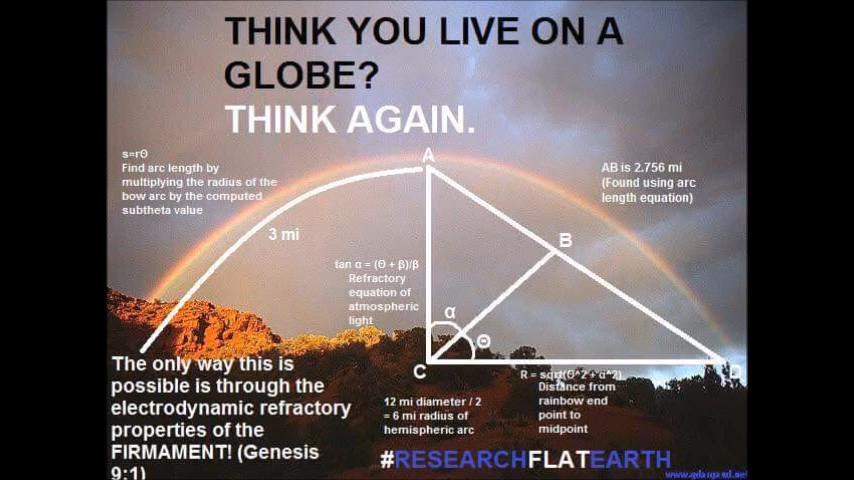 THINK YOU LIVE ON A
GLOBE?
THINK AGAIN.
s=rΘ
Find arc length by
multiplying the radius of the
bow arc by the computed
subtheta value
A
AB is 2.756 mi
(Found using arc
length equation)
3 mi
B
tan α = (Θ + β)/β
Refractory
equation of
atmospheric
light
α
Θ
The only way this is
possible is through the
electrodynamic refractory
properties of the
FIRMAMENT! (Genesis
9:1)
C
D
R = sqrt(Θ^2 + α^2)
Distance from
rainbow end
point to
midpoint
12 mi diameter / 2
= 6 mi radius of
hemispheric arc
#RESEARCHFLATEARTH